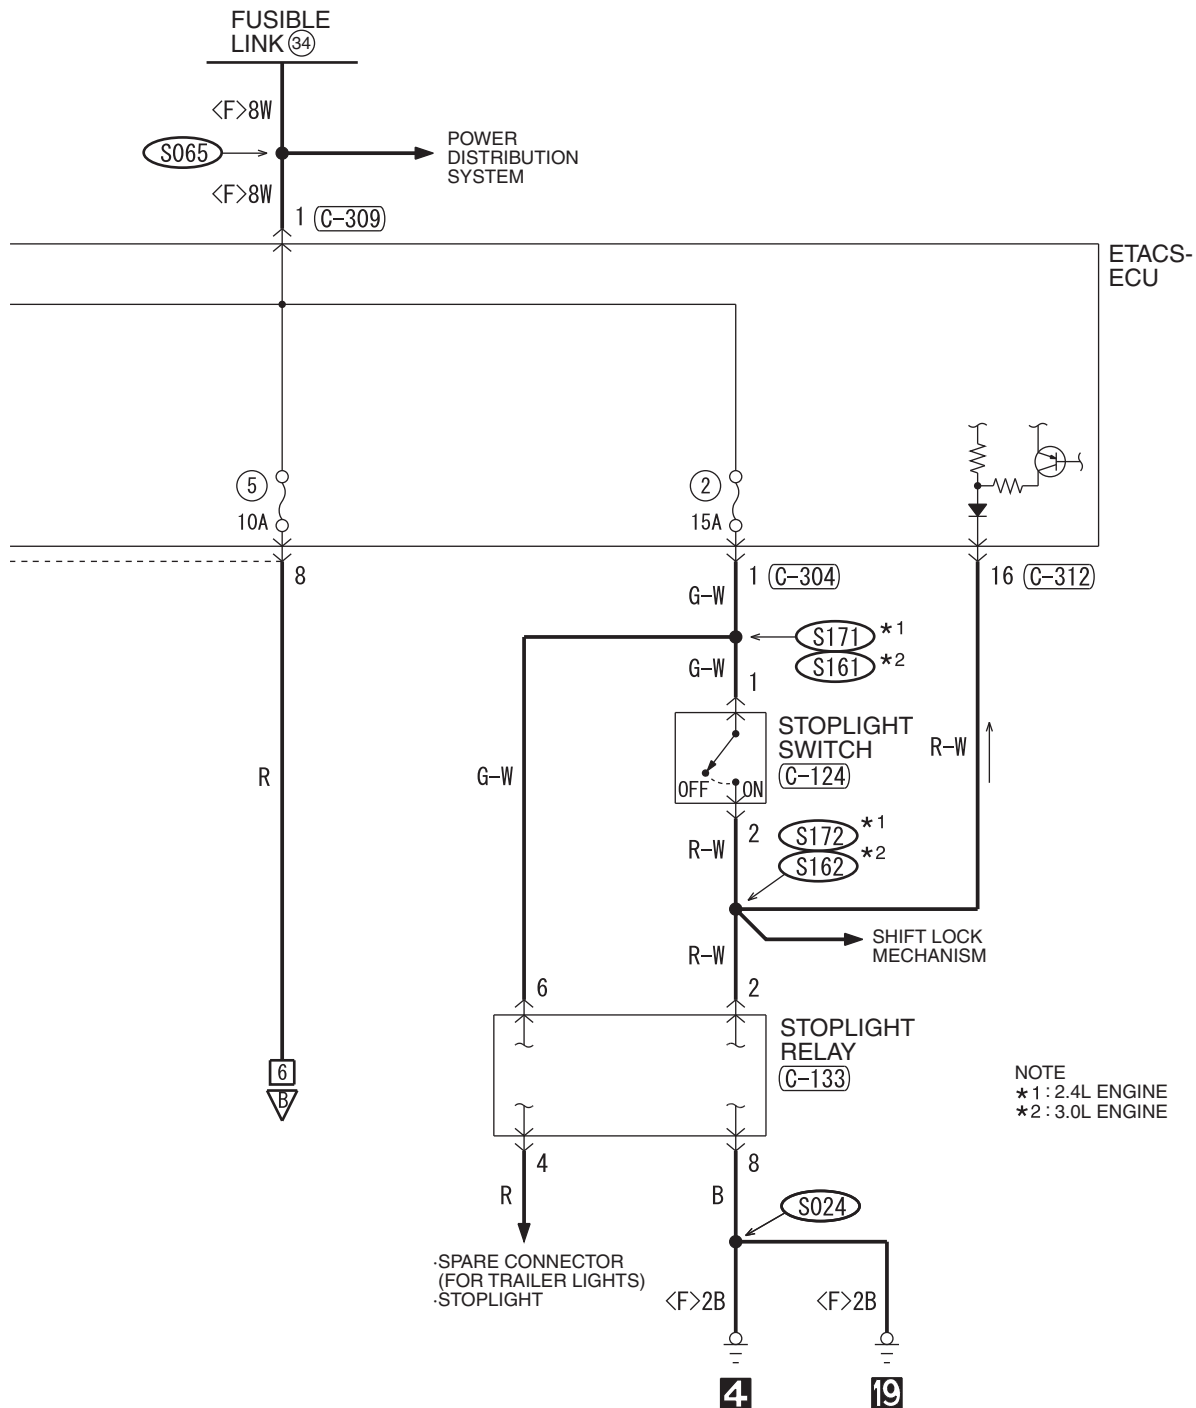 FUSIBLE
LINK 34
<F>8W
S065
POWER
DISTRIBUTION
SYSTEM
<F>8W
1 C-309
ETACS-
ECU
5
10A
2
15A
8
1 C-304
16 C-312
G-W
S171 *1
S161 *2
G-W
1
STOPLIGHT
SWITCH
C-124
OFF ON
R
G-W
R-W
2
S172 *1
S162 *2
R-W
SHIFT LOCK
MECHANISM
R-W
6
2
STOPLIGHT
RELAY
C-133
6
B
NOTE
*1 : 2.4L ENGINE
*2 : 3.0L ENGINE
4
8
R
B
S024
·SPARE CONNECTOR
(FOR TRAILER LIGHTS)
·STOPLIGHT
<F>2B
<F>2B
4
19